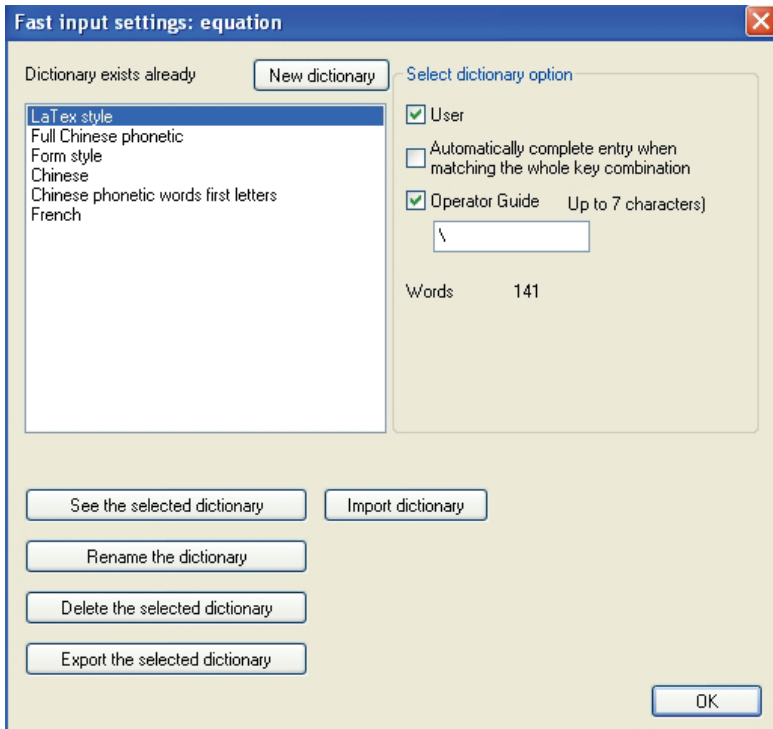 Fast input settings: equation
Dictionary exists already
New dictionary
LaTex style
Full Chinese phonetic
Form style
Chinese
Chinese phonetic words first letters
French
Select dictionary option
User
Automatically complete entry when
matching the whole key combination
Operator Guide Up to 7 characters)
\
Words 141
See the selected dictionary
Import dictionary
Rename the dictionary
Delete the selected dictionary
Export the selected dictionary
OK